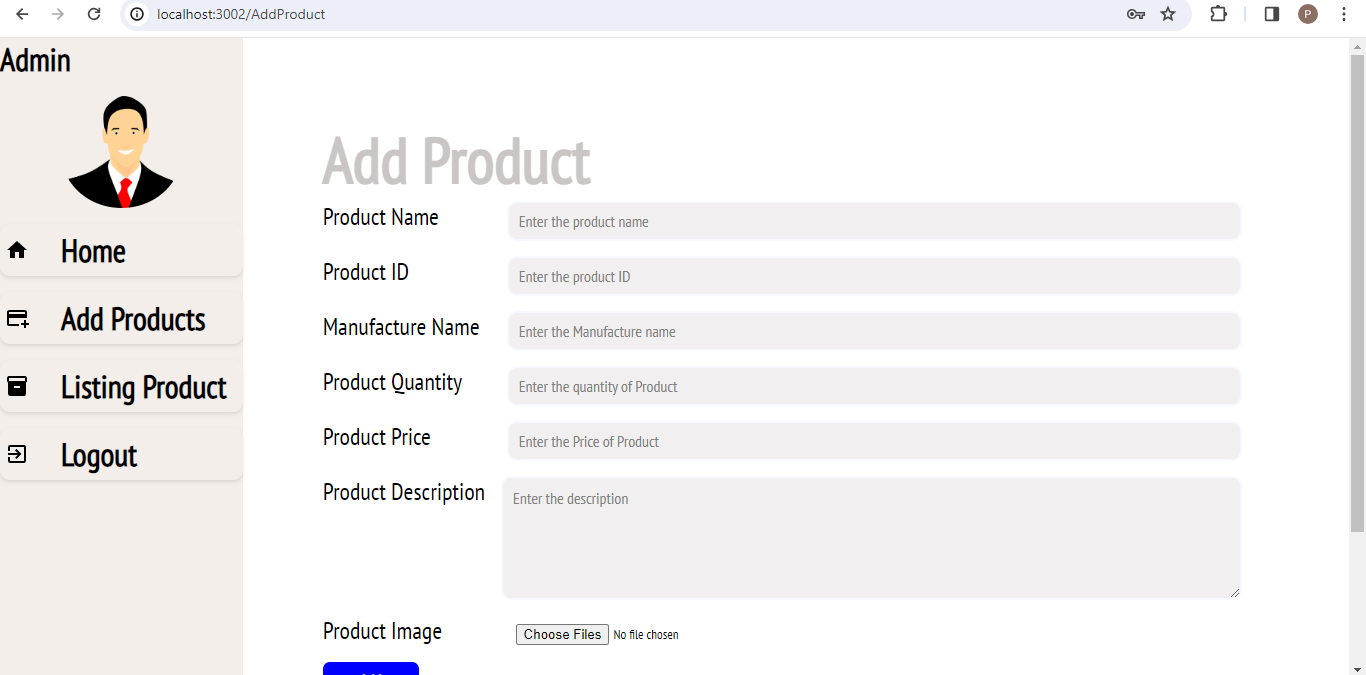 localhost:3002/AddProduct
P
Admin
Home
Add Products
Listing Product
Logout
Add Product
Product Name
Enter the product name
Product ID
Enter the product ID
Manufacture Name
Enter the Manufacture name
Product Quantity
Enter the quantity of Product
Product Price
Enter the Price of Product
Product Description
Enter the description
Product Image
Choose Files No file chosen